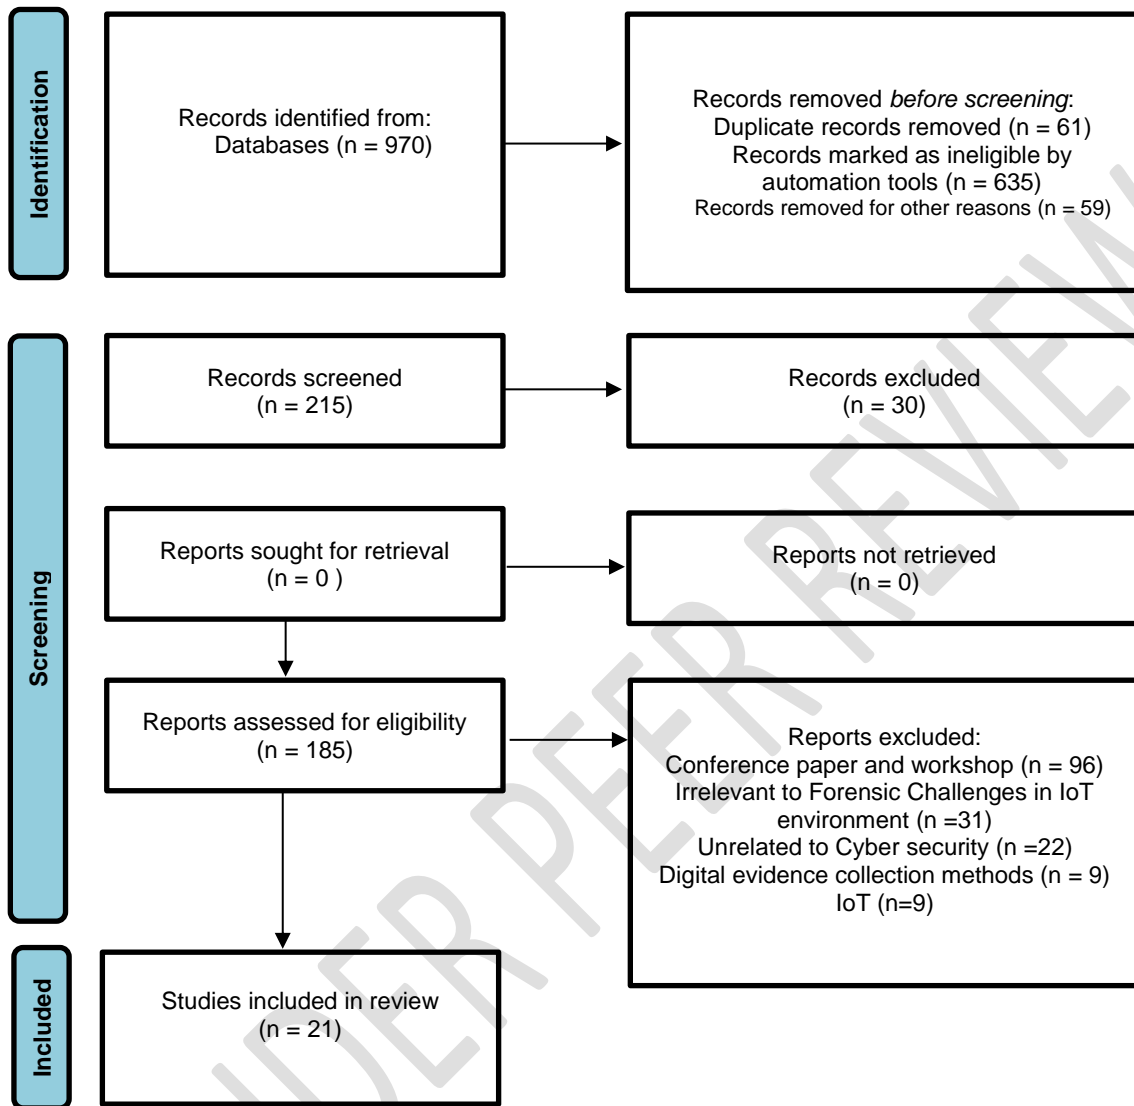 Identification
Records identified from:
Databases (n = 970)
Records removed before screening:
Duplicate records removed (n = 61)
Records marked as ineligible by
automation tools (n = 635)
Records removed for other reasons (n = 59)
Screening
Records screened
(n = 215)
Records excluded
(n = 30)
Reports sought for retrieval
(n = 0 )
Reports not retrieved
(n = 0)
Reports assessed for eligibility
(n = 185)
Reports excluded:
Conference paper and workshop (n = 96)
Irrelevant to Forensic Challenges in IoT
environment (n =31)
Unrelated to Cyber security (n =22)
Digital evidence collection methods (n = 9)
IoT (n=9)
Included
Studies included in review
(n = 21)
UNDER PEER REVIEW